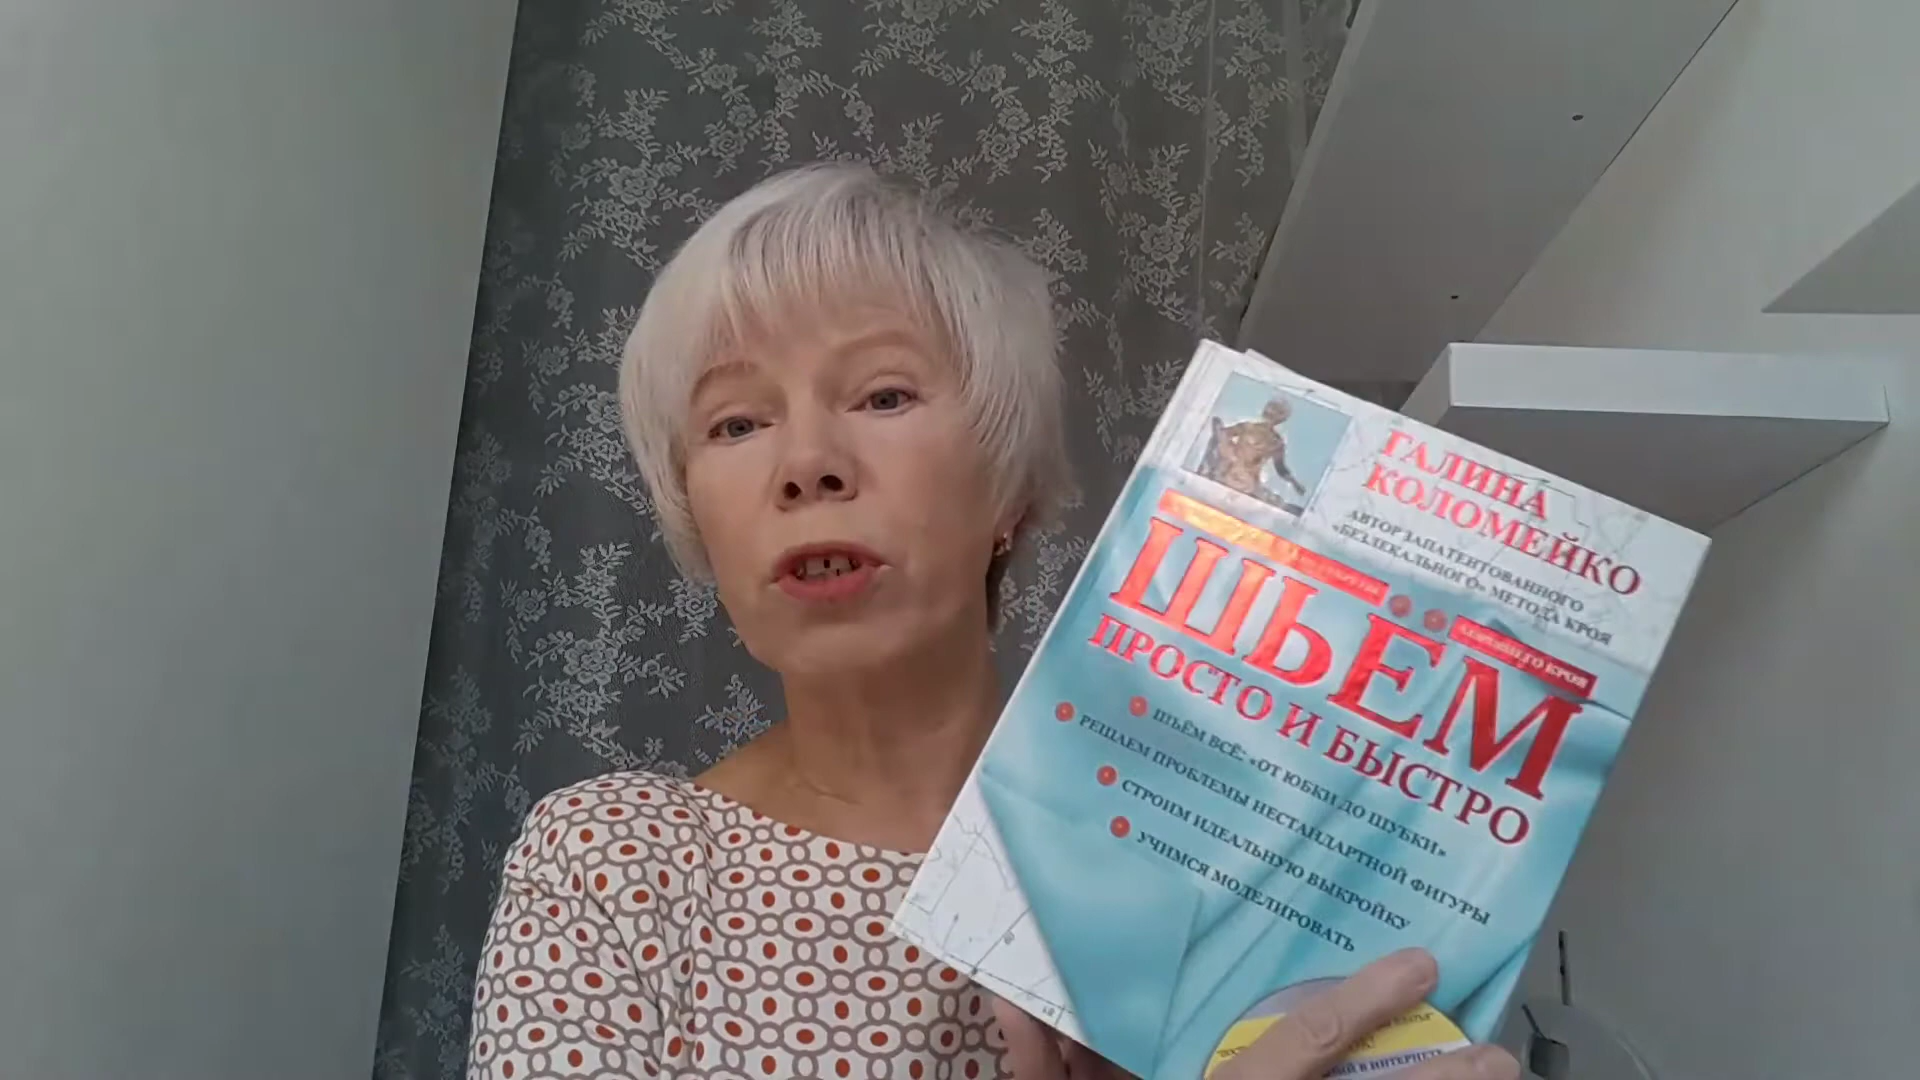 ГАЛИНА
КОЛОМЕЙКО
АВТОР ЗАПАТЕНТОВАННОГО
«БЕЗЛЕКАЛЬНОГО» МЕТОДА КРОЯ
ШЬЁМ
ПРОСТО И БЫСТРО
ШЬЁМ ВСЁ: «ОТ ЮБКИ ДО ШУБКИ»
РЕШАЕМ ПРОБЛЕМЫ НЕСТАНДАРТНОЙ ФИГУРЫ
СТРОИМ ИДЕАЛЬНУЮ ВЫКРОЙКУ
УЧИМСЯ МОДЕЛИРОВАТЬ
В ИНТЕРНЕТЕ